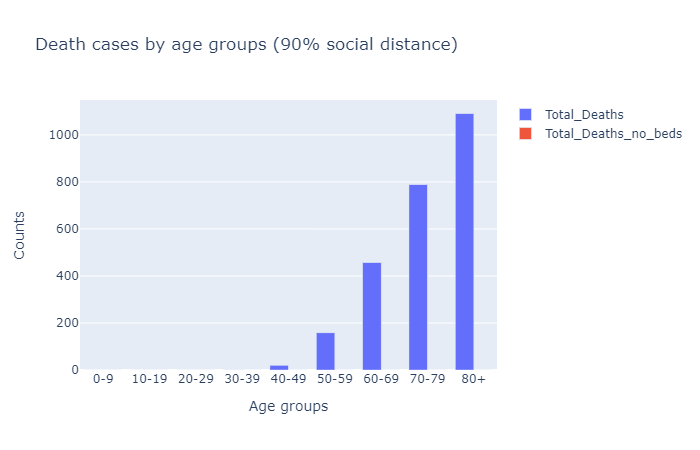 Death cases by age groups (90% social distance)
Total_Deaths
Total_Deaths_no_beds
1000
800
600
400
200
0
Counts
0-9 10-19 20-29 30-39 40-49 50-59 60-69 70-79 80+
Age groups